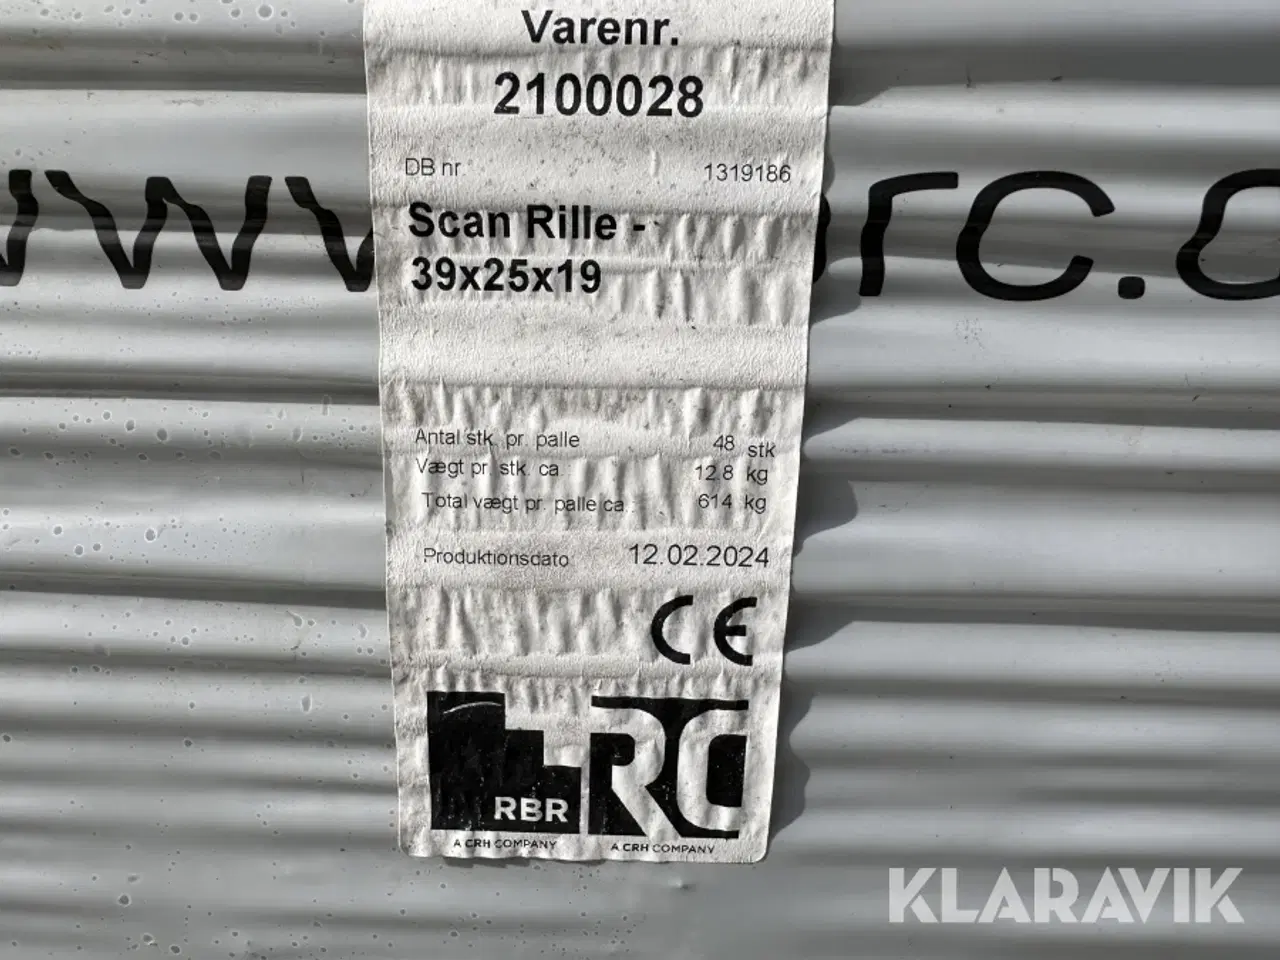 Varenr.
2100028
DB nr 1319186
www rc.
Scan Rille -
39x25x19
Antal stk. pr. palle 48 stk
Vægt pr. stk. ca. 12.8 kg
Total vægt pr. palle ca. 614 kg
Produktionsdato 12.02.2024
CE
RBR RC
A CRH COMPANY A CRH COMPANY
KLARAVIK